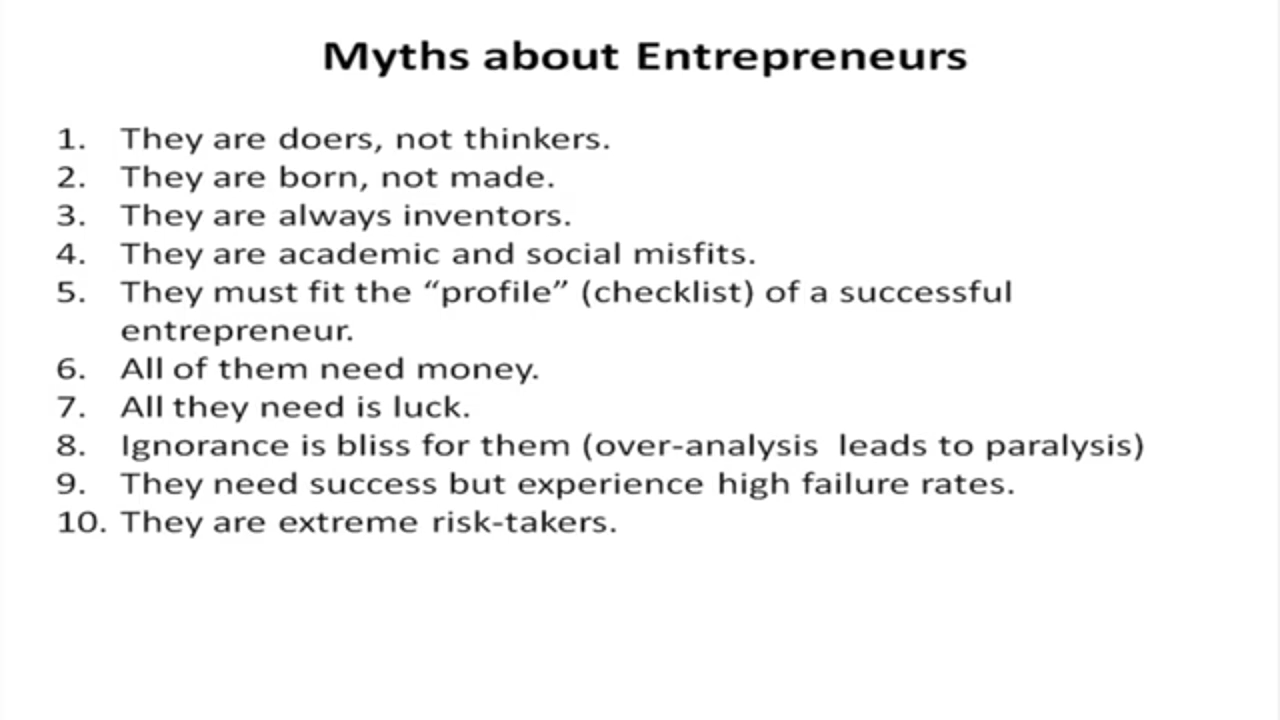 Myths about Entrepreneurs
1. They are doers, not thinkers.
2. They are born, not made.
3. They are always inventors.
4. They are academic and social misfits.
5. They must fit the “profile” (checklist) of a successful
entrepreneur.
6. All of them need money.
7. All they need is luck.
8. Ignorance is bliss for them (over-analysis leads to paralysis)
9. They need success but experience high failure rates.
10. They are extreme risk-takers.